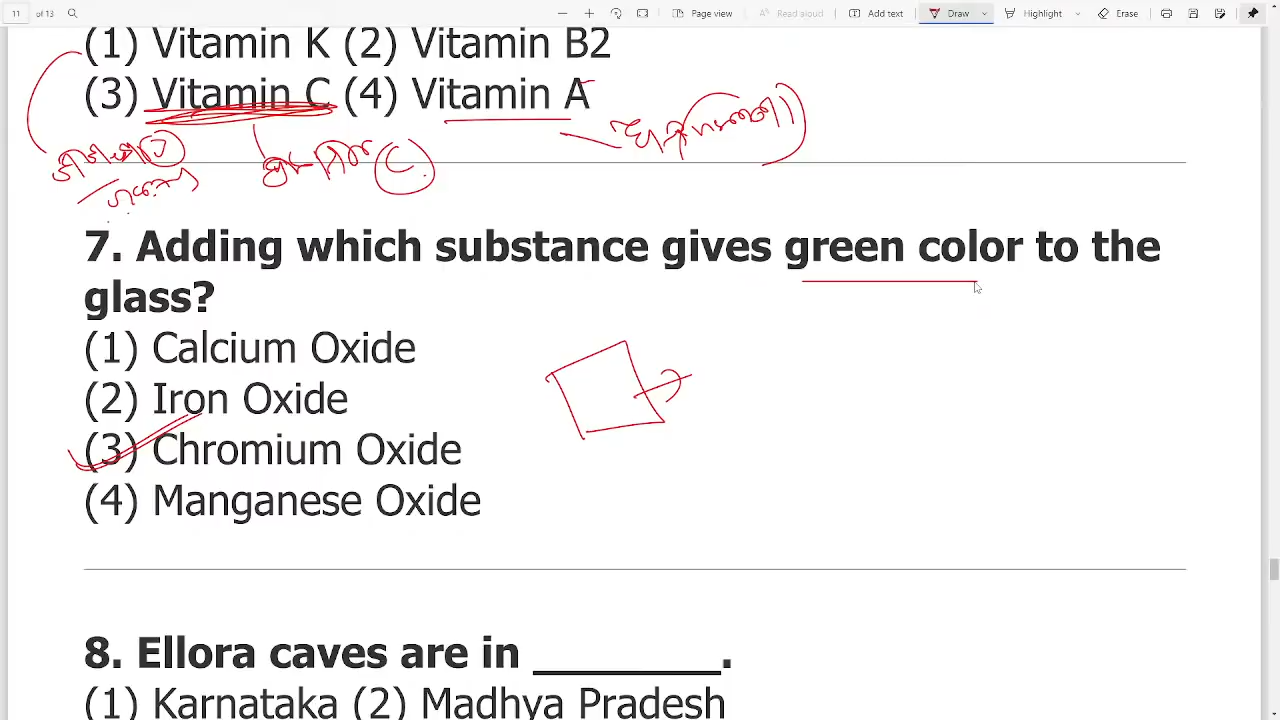 11 of 13
Page view
Read aloud
Add text
Draw
Highlight
Erase
(1) Vitamin K (2) Vitamin B2
(3) Vitamin C (4) Vitamin A
C
7. Adding which substance gives green color to the
glass?
(1) Calcium Oxide
(2) Iron Oxide
(3) Chromium Oxide
(4) Manganese Oxide
8. Ellora caves are in ________.
(1) Karnataka (2) Madhya Pradesh